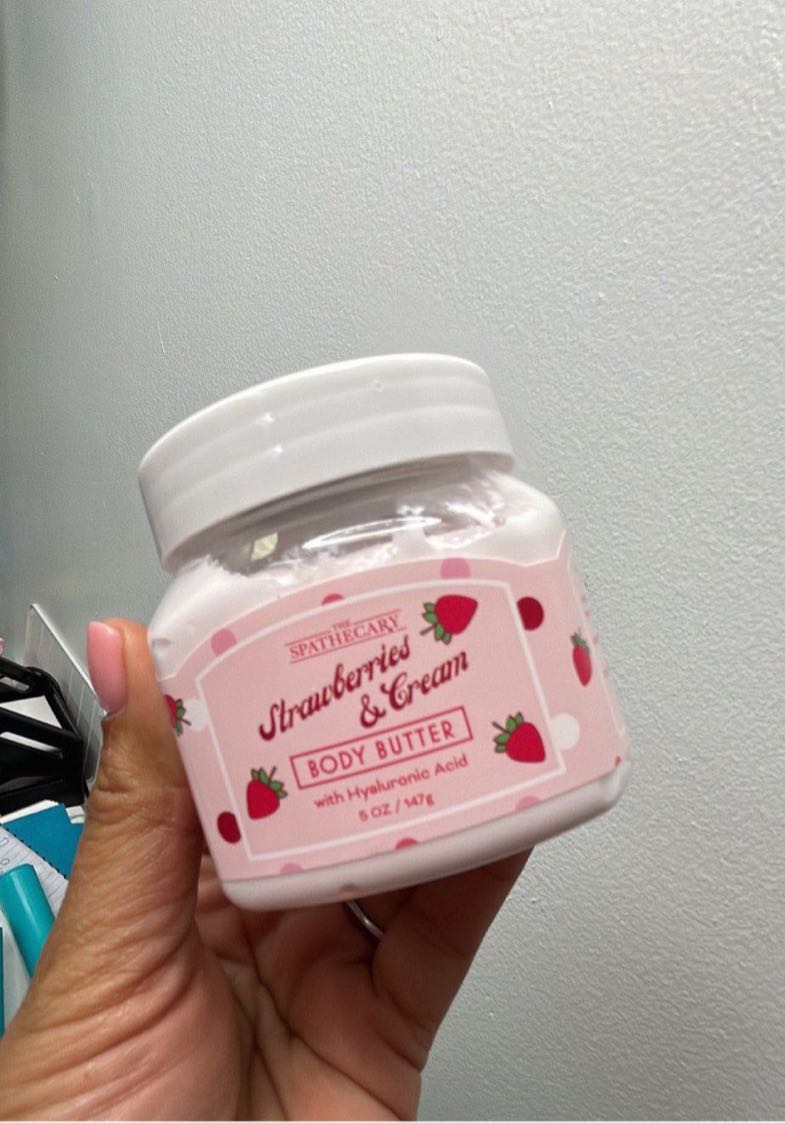 THE
SPATHECARY
Strawberries
& Cream
BODY BUTTER
with Hyaluronic Acid
5 OZ / 147g